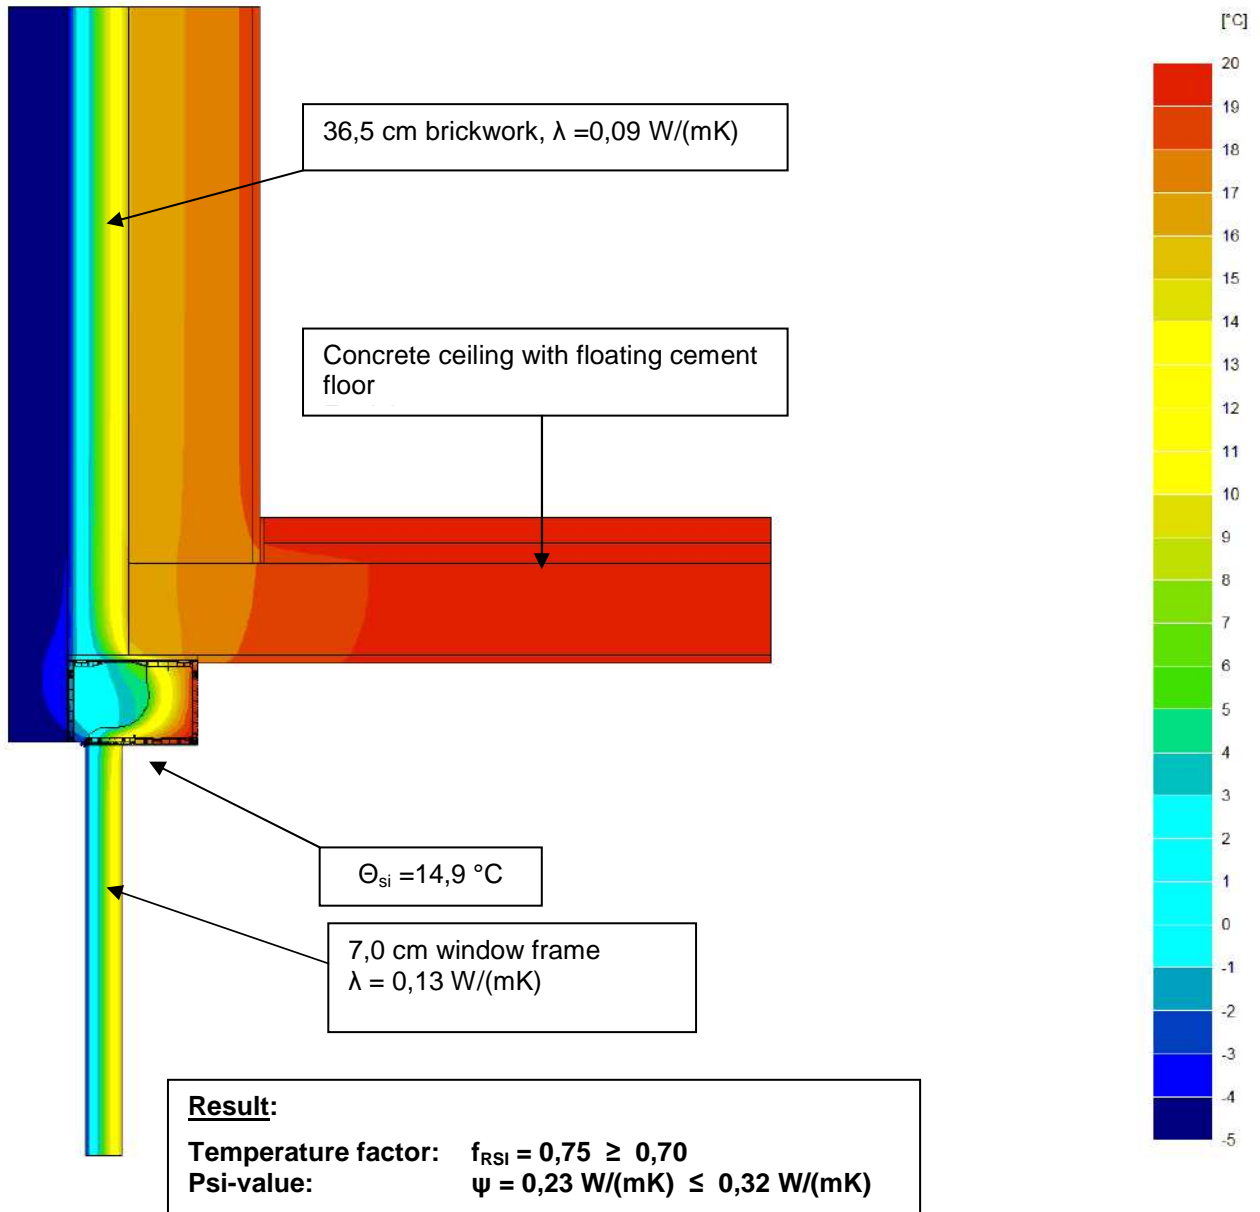 [°C]
36,5 cm brickwork, λ =0,09 W/(mK)
Concrete ceiling with floating cement
floor
Θsi =14,9 °C
7,0 cm window frame
λ = 0,13 W/(mK)
Result:
Temperature factor: fRSI = 0,75 ≥ 0,70
Psi-value: ψ = 0,23 W/(mK) ≤ 0,32 W/(mK)
20
19
18
17
16
15
14
13
12
11
10
9
8
7
6
5
4
3
2
1
0
-1
-2
-3
-4
-5